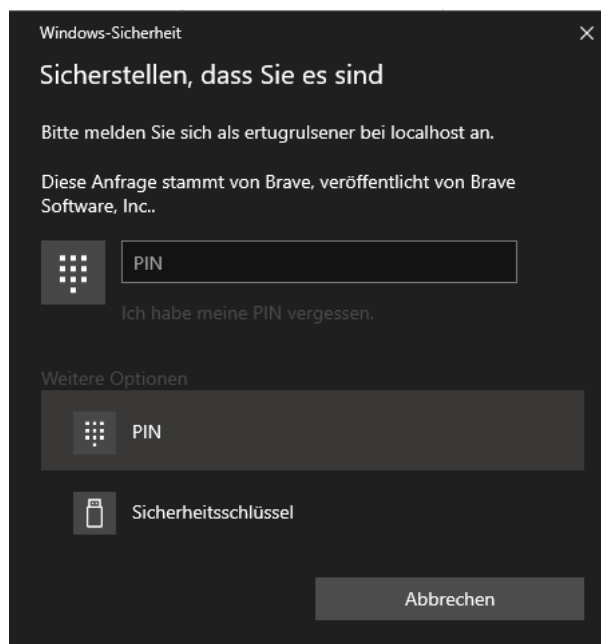 Windows-Sicherheit
Sicherstellen, dass Sie es sind
Bitte melden Sie sich als ertugrulsener bei localhost an.
Diese Anfrage stammt von Brave, veröffentlicht von Brave
Software, Inc..
PIN
Ich habe meine PIN vergessen.
Weitere Optionen
PIN
Sicherheitsschlüssel
Abbrechen